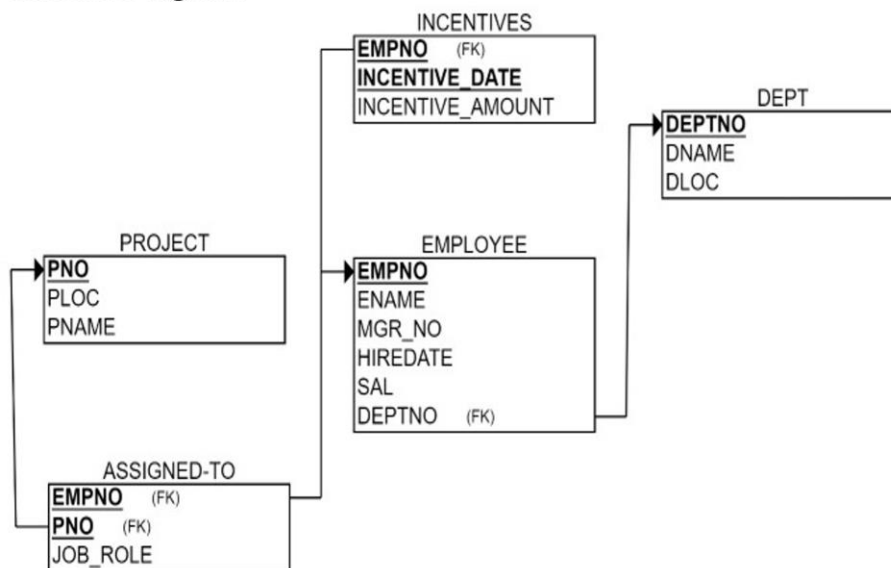 INCENTIVES
EMPNO (FK)
INCENTIVE_DATE
INCENTIVE_AMOUNT
DEPT
DEPTNO
DNAME
DLOC
PROJECT
PNO
PLOC
PNAME
EMPLOYEE
EMPNO
ENAME
MGR_NO
HIREDATE
SAL
DEPTNO (FK)
ASSIGNED-TO
EMPNO (FK)
PNO (FK)
JOB_ROLE